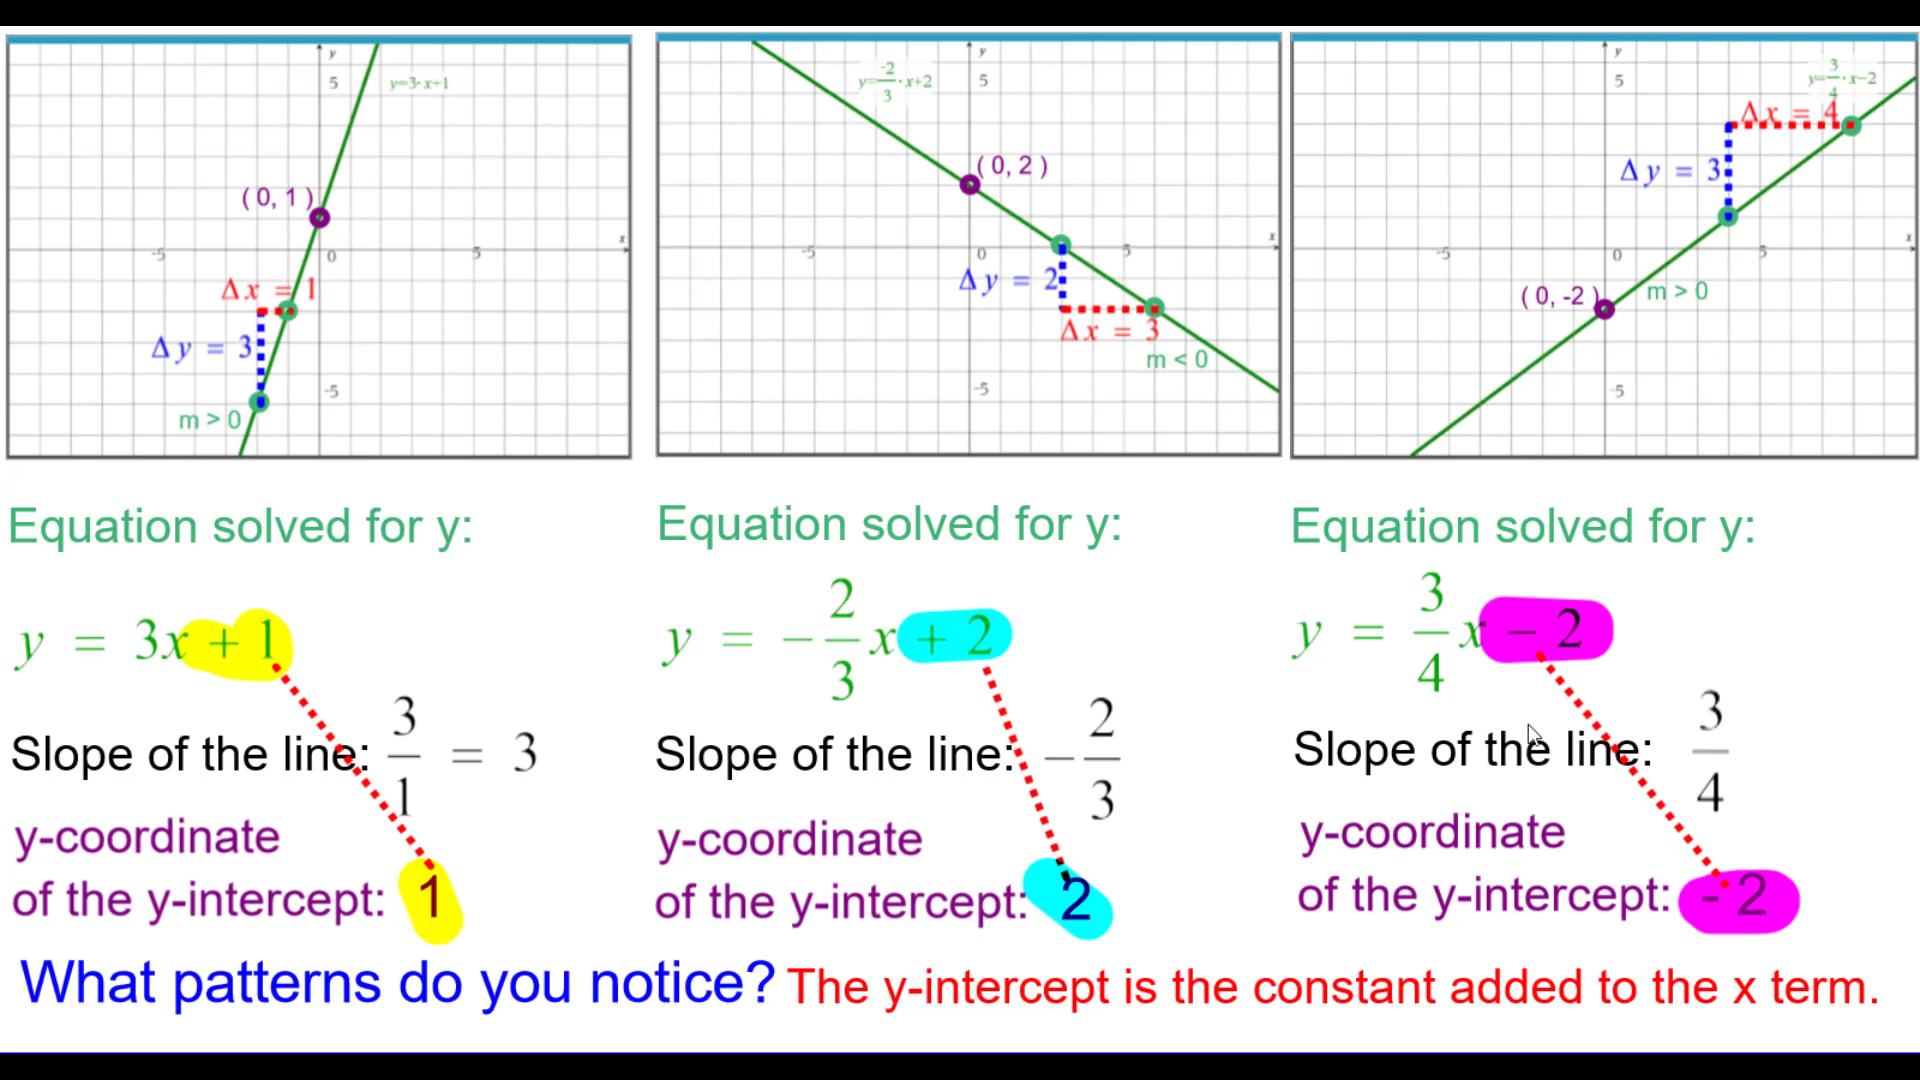 y
5
y=3·x+1
( 0, 1 )
x
-5
0
5
Δx = 1
Δy = 3
-5
m > 0
y
5
y=-2/3·x+2
( 0, 2 )
x
-5
0
5
Δy = 2
Δx = 3
m < 0
-5
y
5
y=3/4·x-2
Δx = 4
Δy = 3
x
-5
0
5
( 0, -2 )
m > 0
-5
Equation solved for y:
y = 3x + 1
Slope of the line: 3/1 = 3
y-coordinate
of the y-intercept: 1
Equation solved for y:
y = -2/3 x + 2
Slope of the line: -2/3
y-coordinate
of the y-intercept: 2
Equation solved for y:
y = 3/4 x - 2
Slope of the line: 3/4
y-coordinate
of the y-intercept: - 2
What patterns do you notice? The y-intercept is the constant added to the x term.